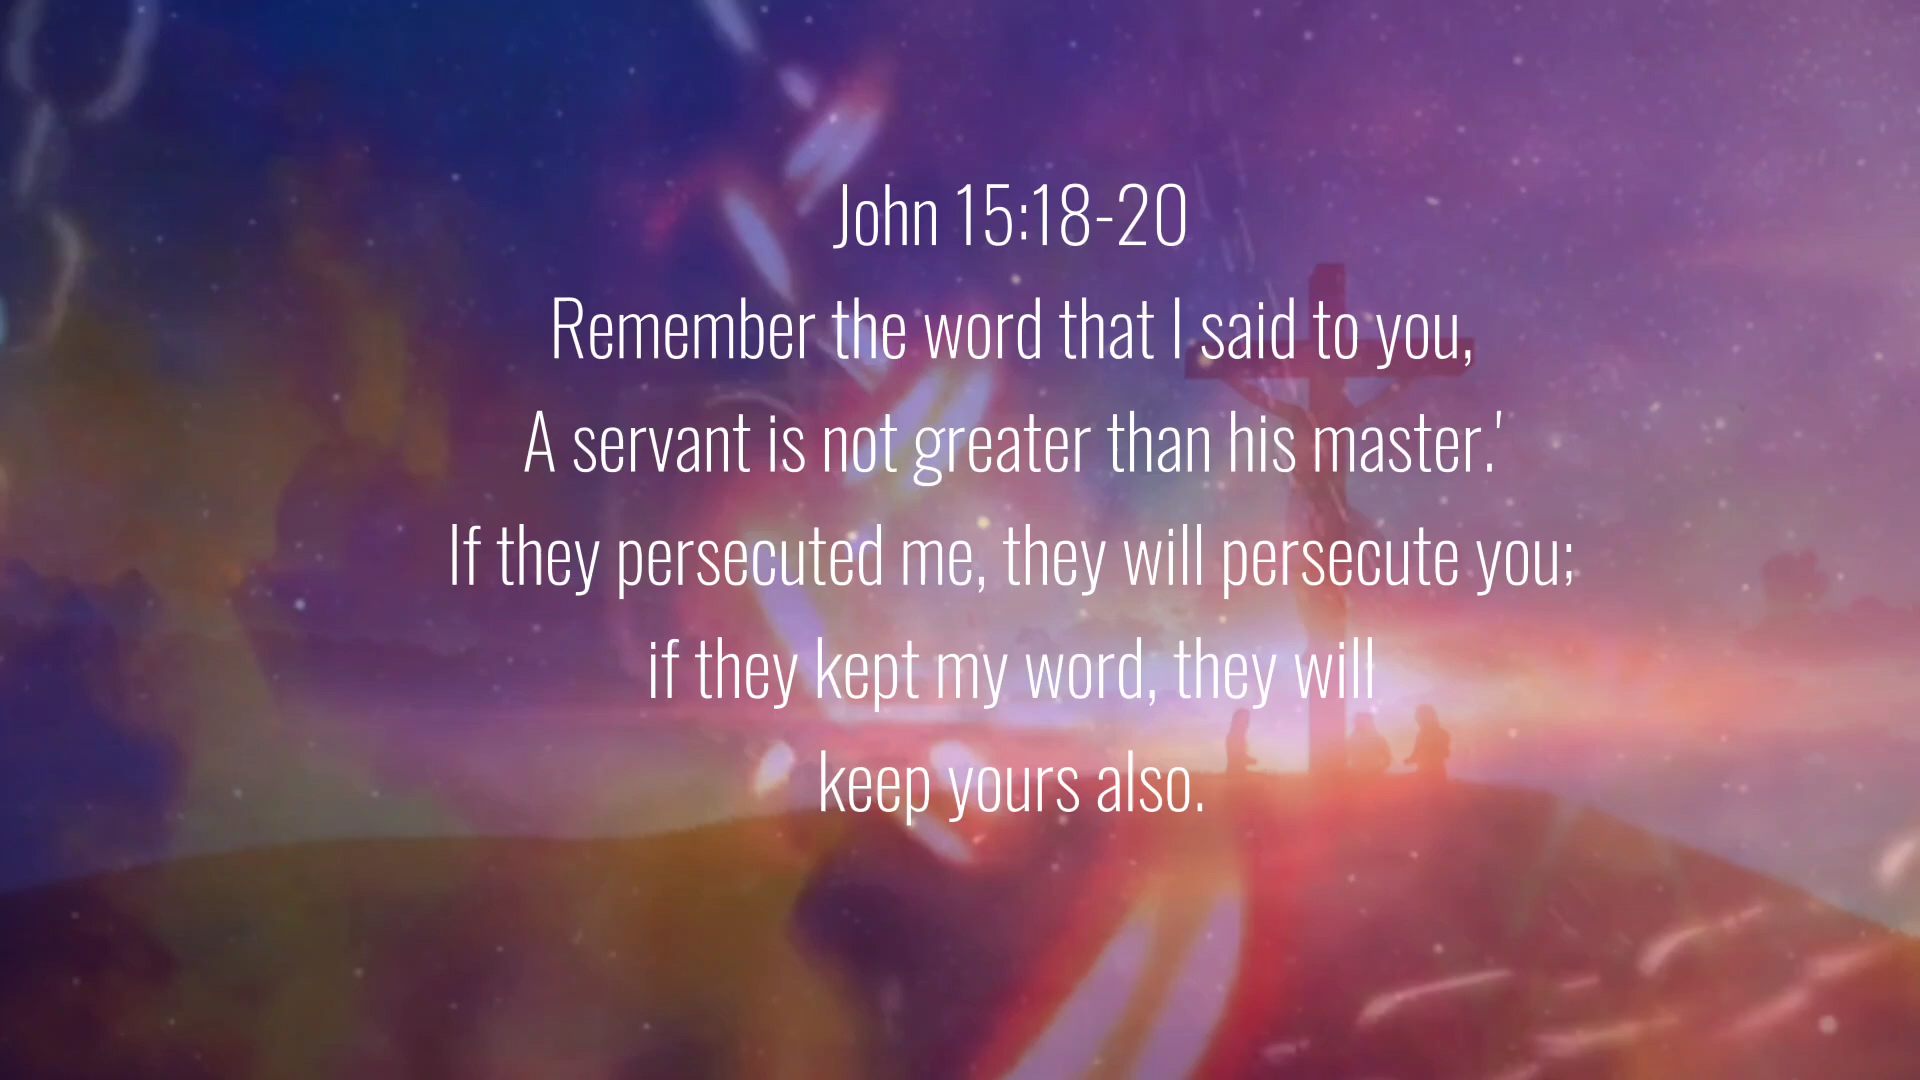 John 15:18-20
Remember the word that I said to you,
A servant is not greater than his master.'
If they persecuted me, they will persecute you;
if they kept my word, they will
keep yours also.